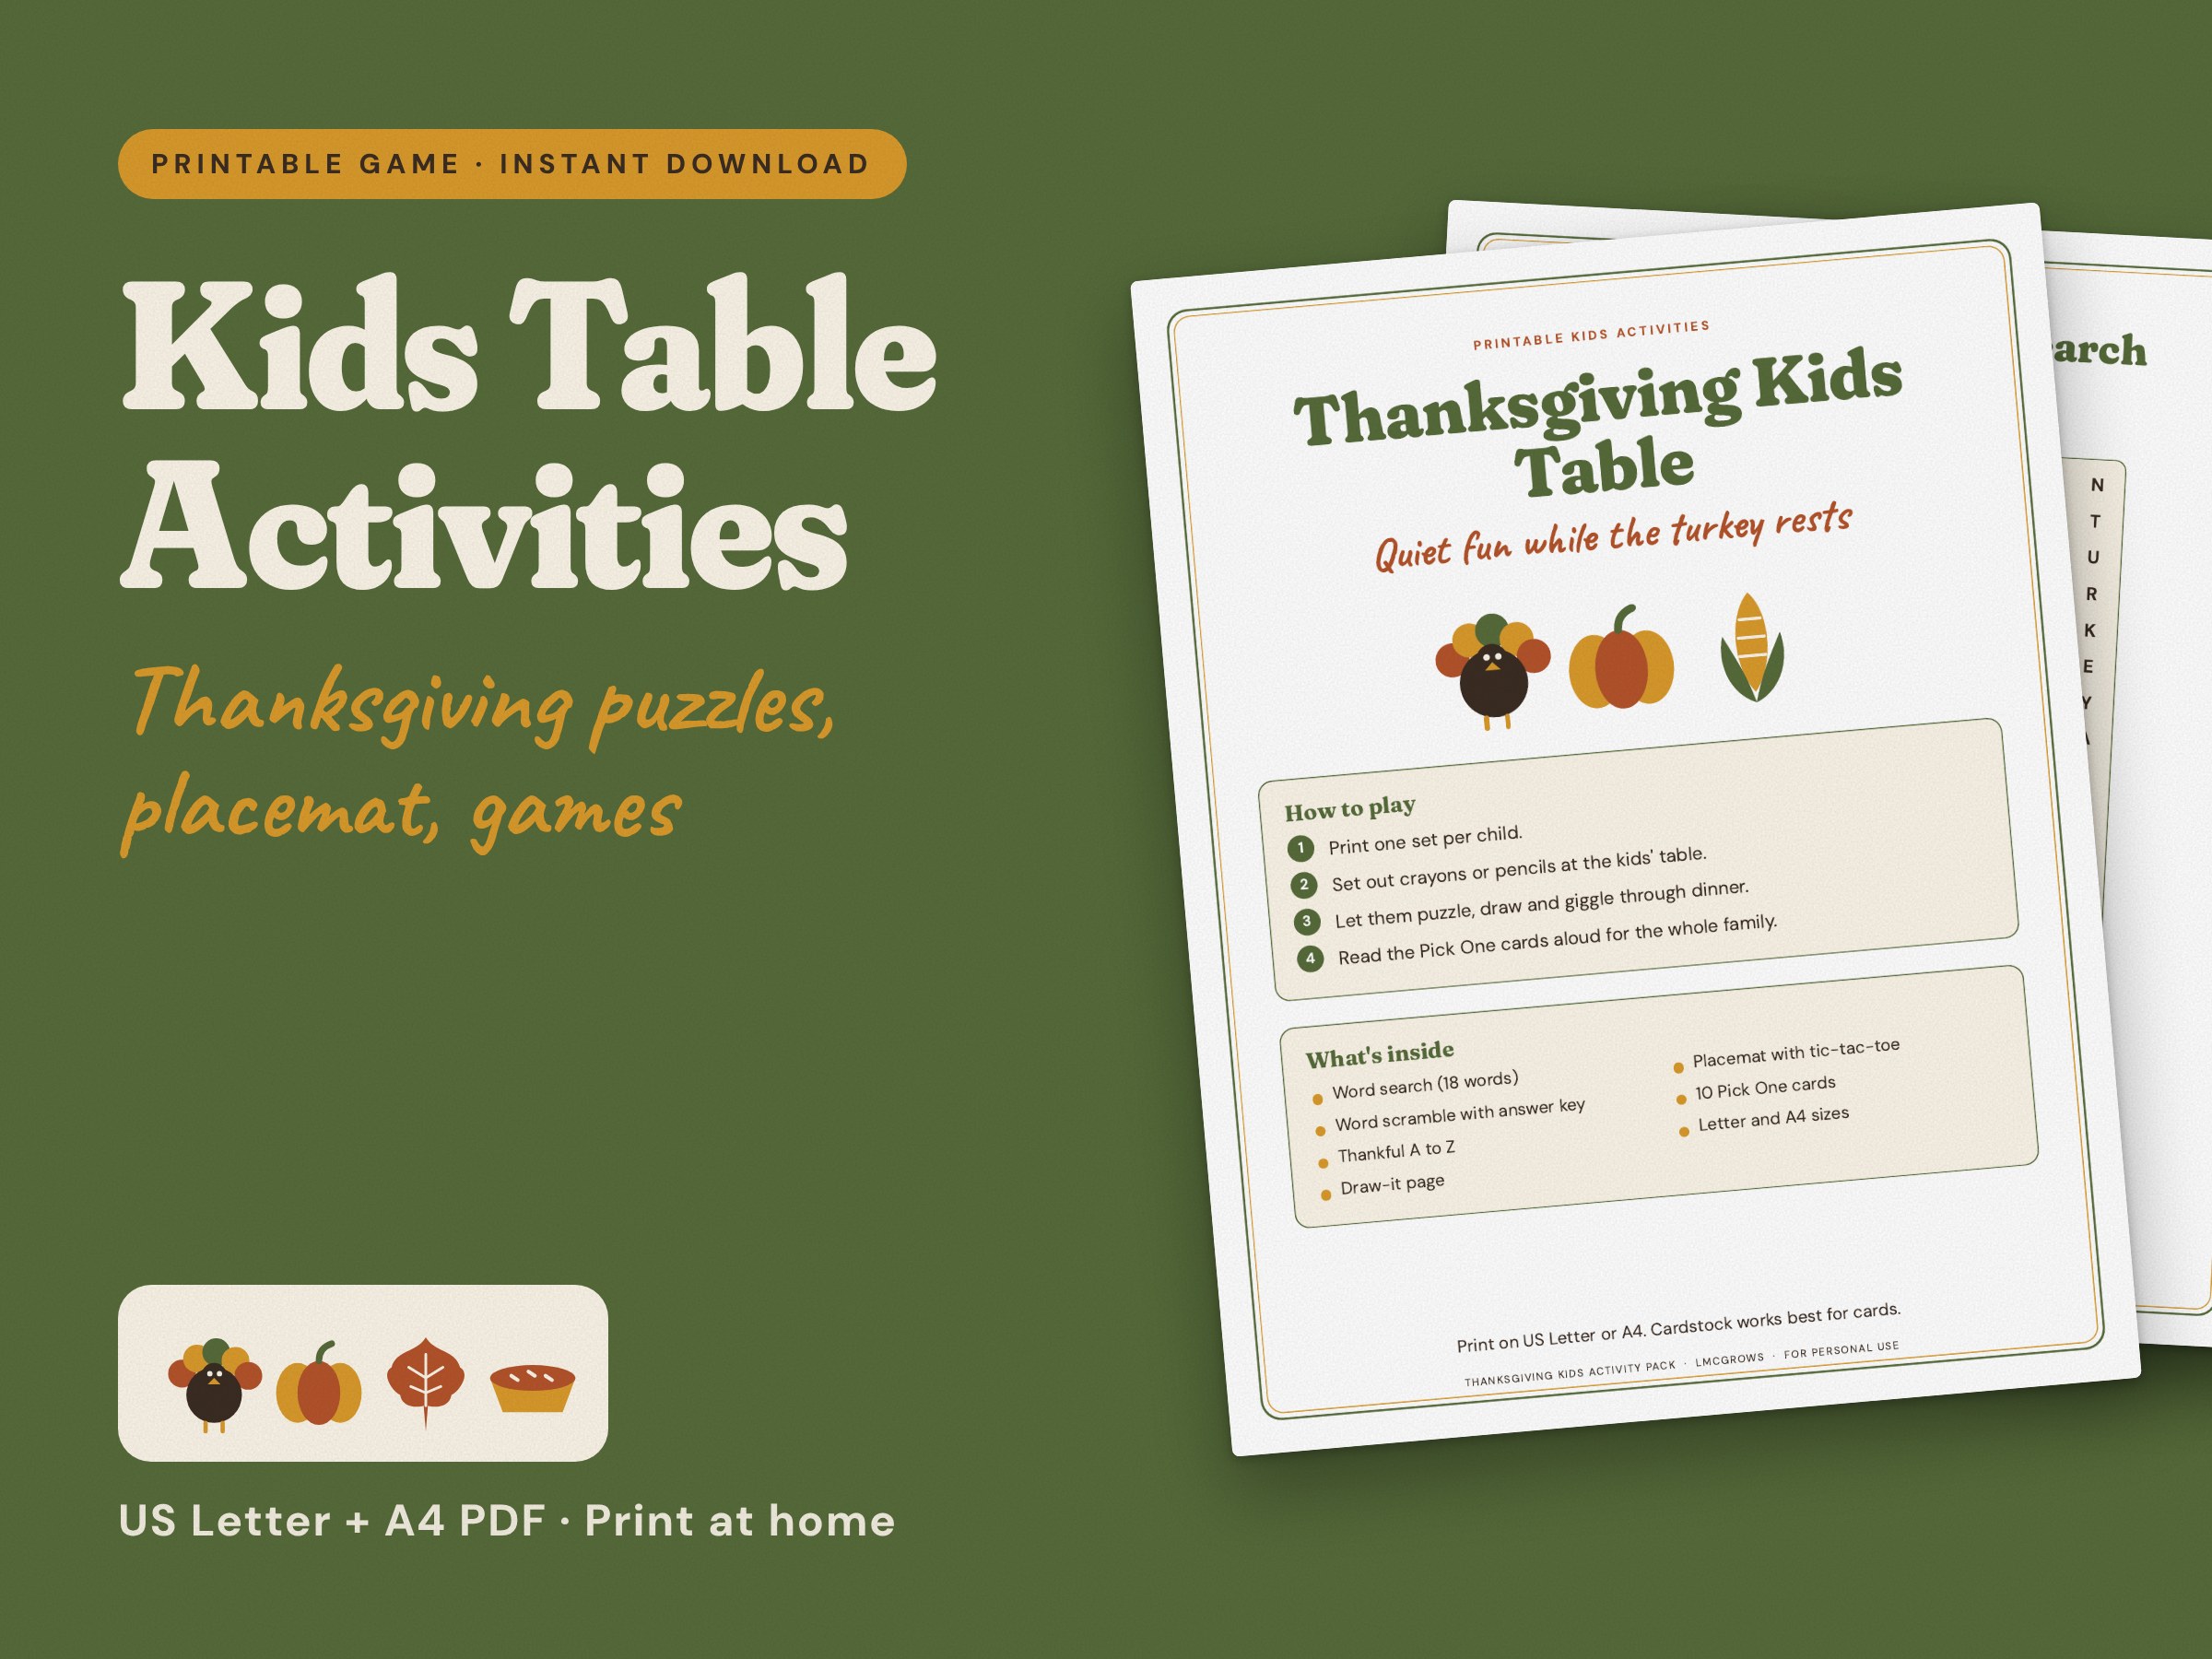 PRINTABLE GAME · INSTANT DOWNLOAD
Kids Table
Activities
Thanksgiving puzzles,
placemat, games
US Letter + A4 PDF · Print at home
PRINTABLE KIDS ACTIVITIES
Thanksgiving Kids
Table
Quiet fun while the turkey rests
How to play
1 Print one set per child.
2 Set out crayons or pencils at the kids' table.
3 Let them puzzle, draw and giggle through dinner.
4 Read the Pick One cards aloud for the whole family.
What's inside
Word search (18 words)
Word scramble with answer key
Thankful A to Z
Draw-it page
Placemat with tic-tac-toe
10 Pick One cards
Letter and A4 sizes
Print on US Letter or A4. Cardstock works best for cards.
THANKSGIVING KIDS ACTIVITY PACK · LMCGROWS · FOR PERSONAL USE
N
T
U
R
K
E
Y